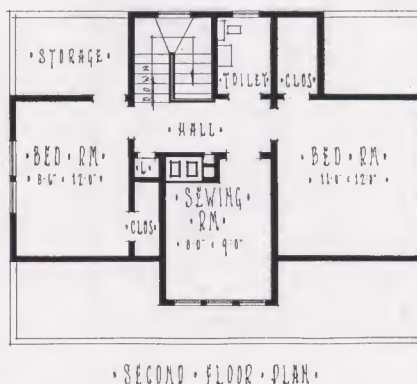 ·STORAGE·
DOWN
·TOILET·
·CLOS·
·HALL·
·BED·RM·
·8'-6" × 12'-0"·
·L·
·BED·RM·
·11'-0" × 12'-8"·
·SEWING·
RM·
·8'-0" × 9'-0"·
·CLOS·
·SECOND·FLOOR·PLAN·